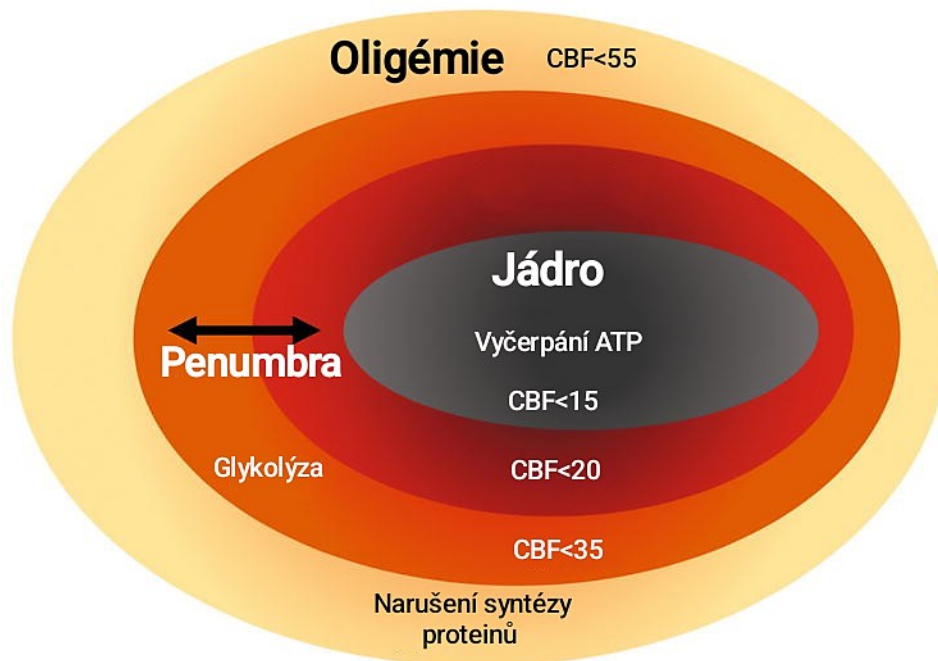 Oligémie CBF<55
Jádro
Vyčerpání ATP
Penumbra
CBF<15
Glykolýza
CBF<20
CBF<35
Narušení syntézy
proteinů